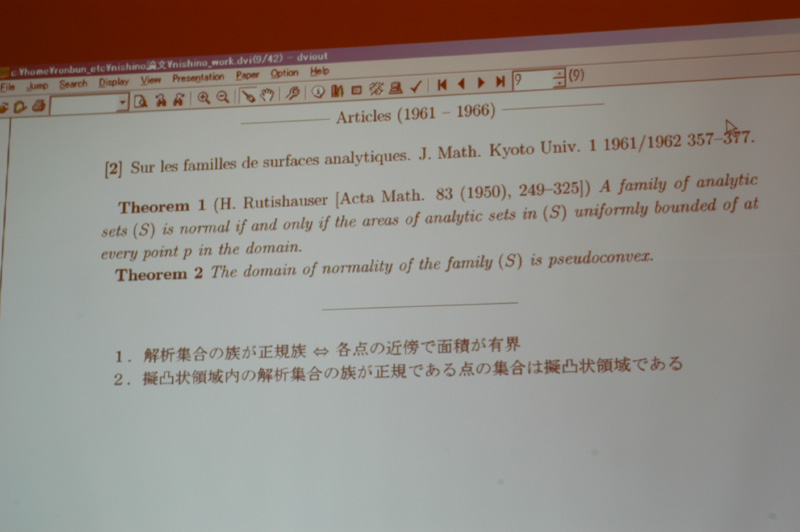 c:¥home¥ronbun_etc¥nishino論文¥nishino_work.dvi(9/42) - dviout
File Jump Search Display View Presentation Paper Option Help
9 (9)
Articles (1961 – 1966)
[2] Sur les familles de surfaces analytiques. J. Math. Kyoto Univ. 1 1961/1962 357–377.
Theorem 1 (H. Rutishauser [Acta Math. 83 (1950), 249–325]) A family of analytic
sets (S) is normal if and only if the areas of analytic sets in (S) uniformly bounded of at
every point p in the domain.
Theorem 2 The domain of normality of the family (S) is pseudoconvex.
1. 解析集合の族が正規族 ⇔ 各点の近傍で面積が有界
2. 擬凸状領域内の解析集合の族が正規である点の集合は擬凸状領域である